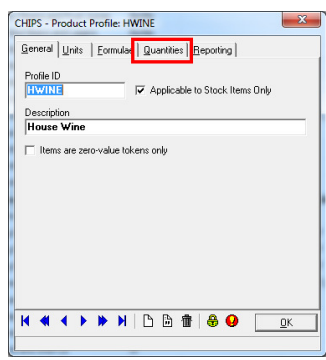 CHIPS - Product Profile: HWINE
General Units Formulae Quantities Reporting
Profile ID
HWINE Applicable to Stock Items Only
Description
House Wine
Items are zero-value tokens only
OK